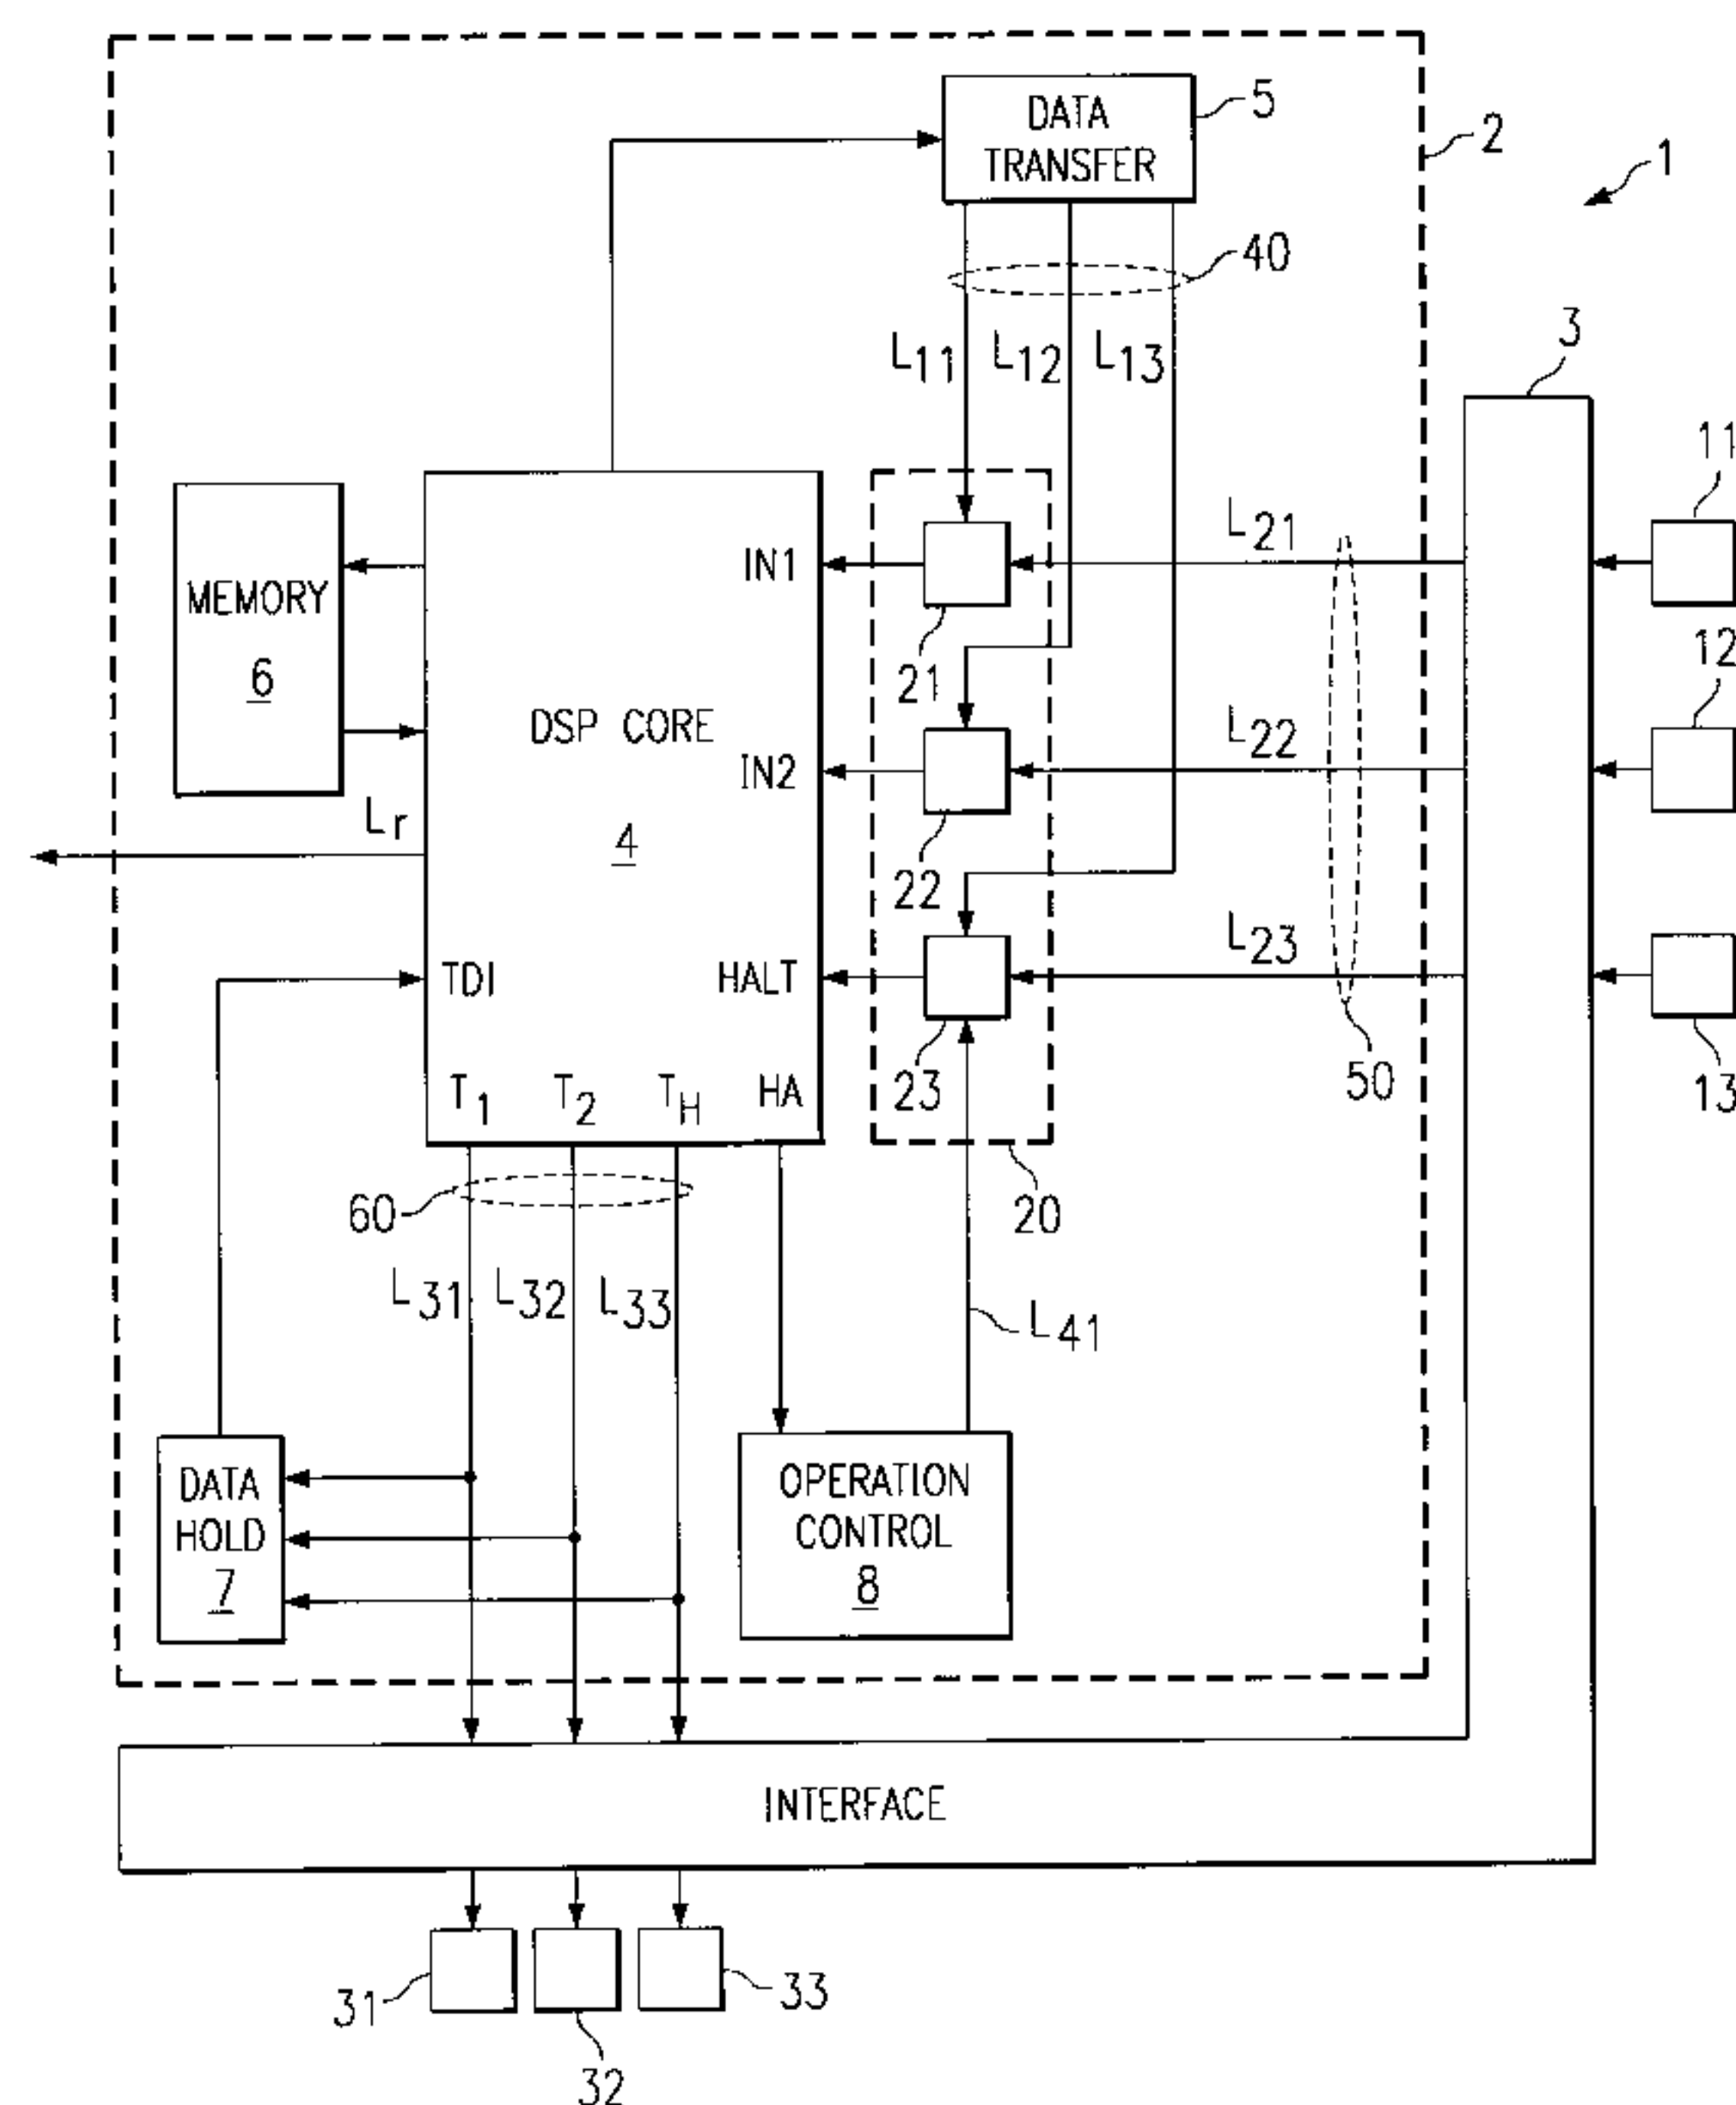 DATA
TRANSFER
5
2
1
40
L11
L12
L13
3
11
MEMORY
6
DSP CORE
4
IN1
21
L21
12
IN2
22
L22
Lr
TDI
HALT
23
L23
13
50
T1
T2
TH
HA
20
60
L31
L32
L33
L41
DATA
HOLD
7
OPERATION
CONTROL
8
INTERFACE
31
32
33